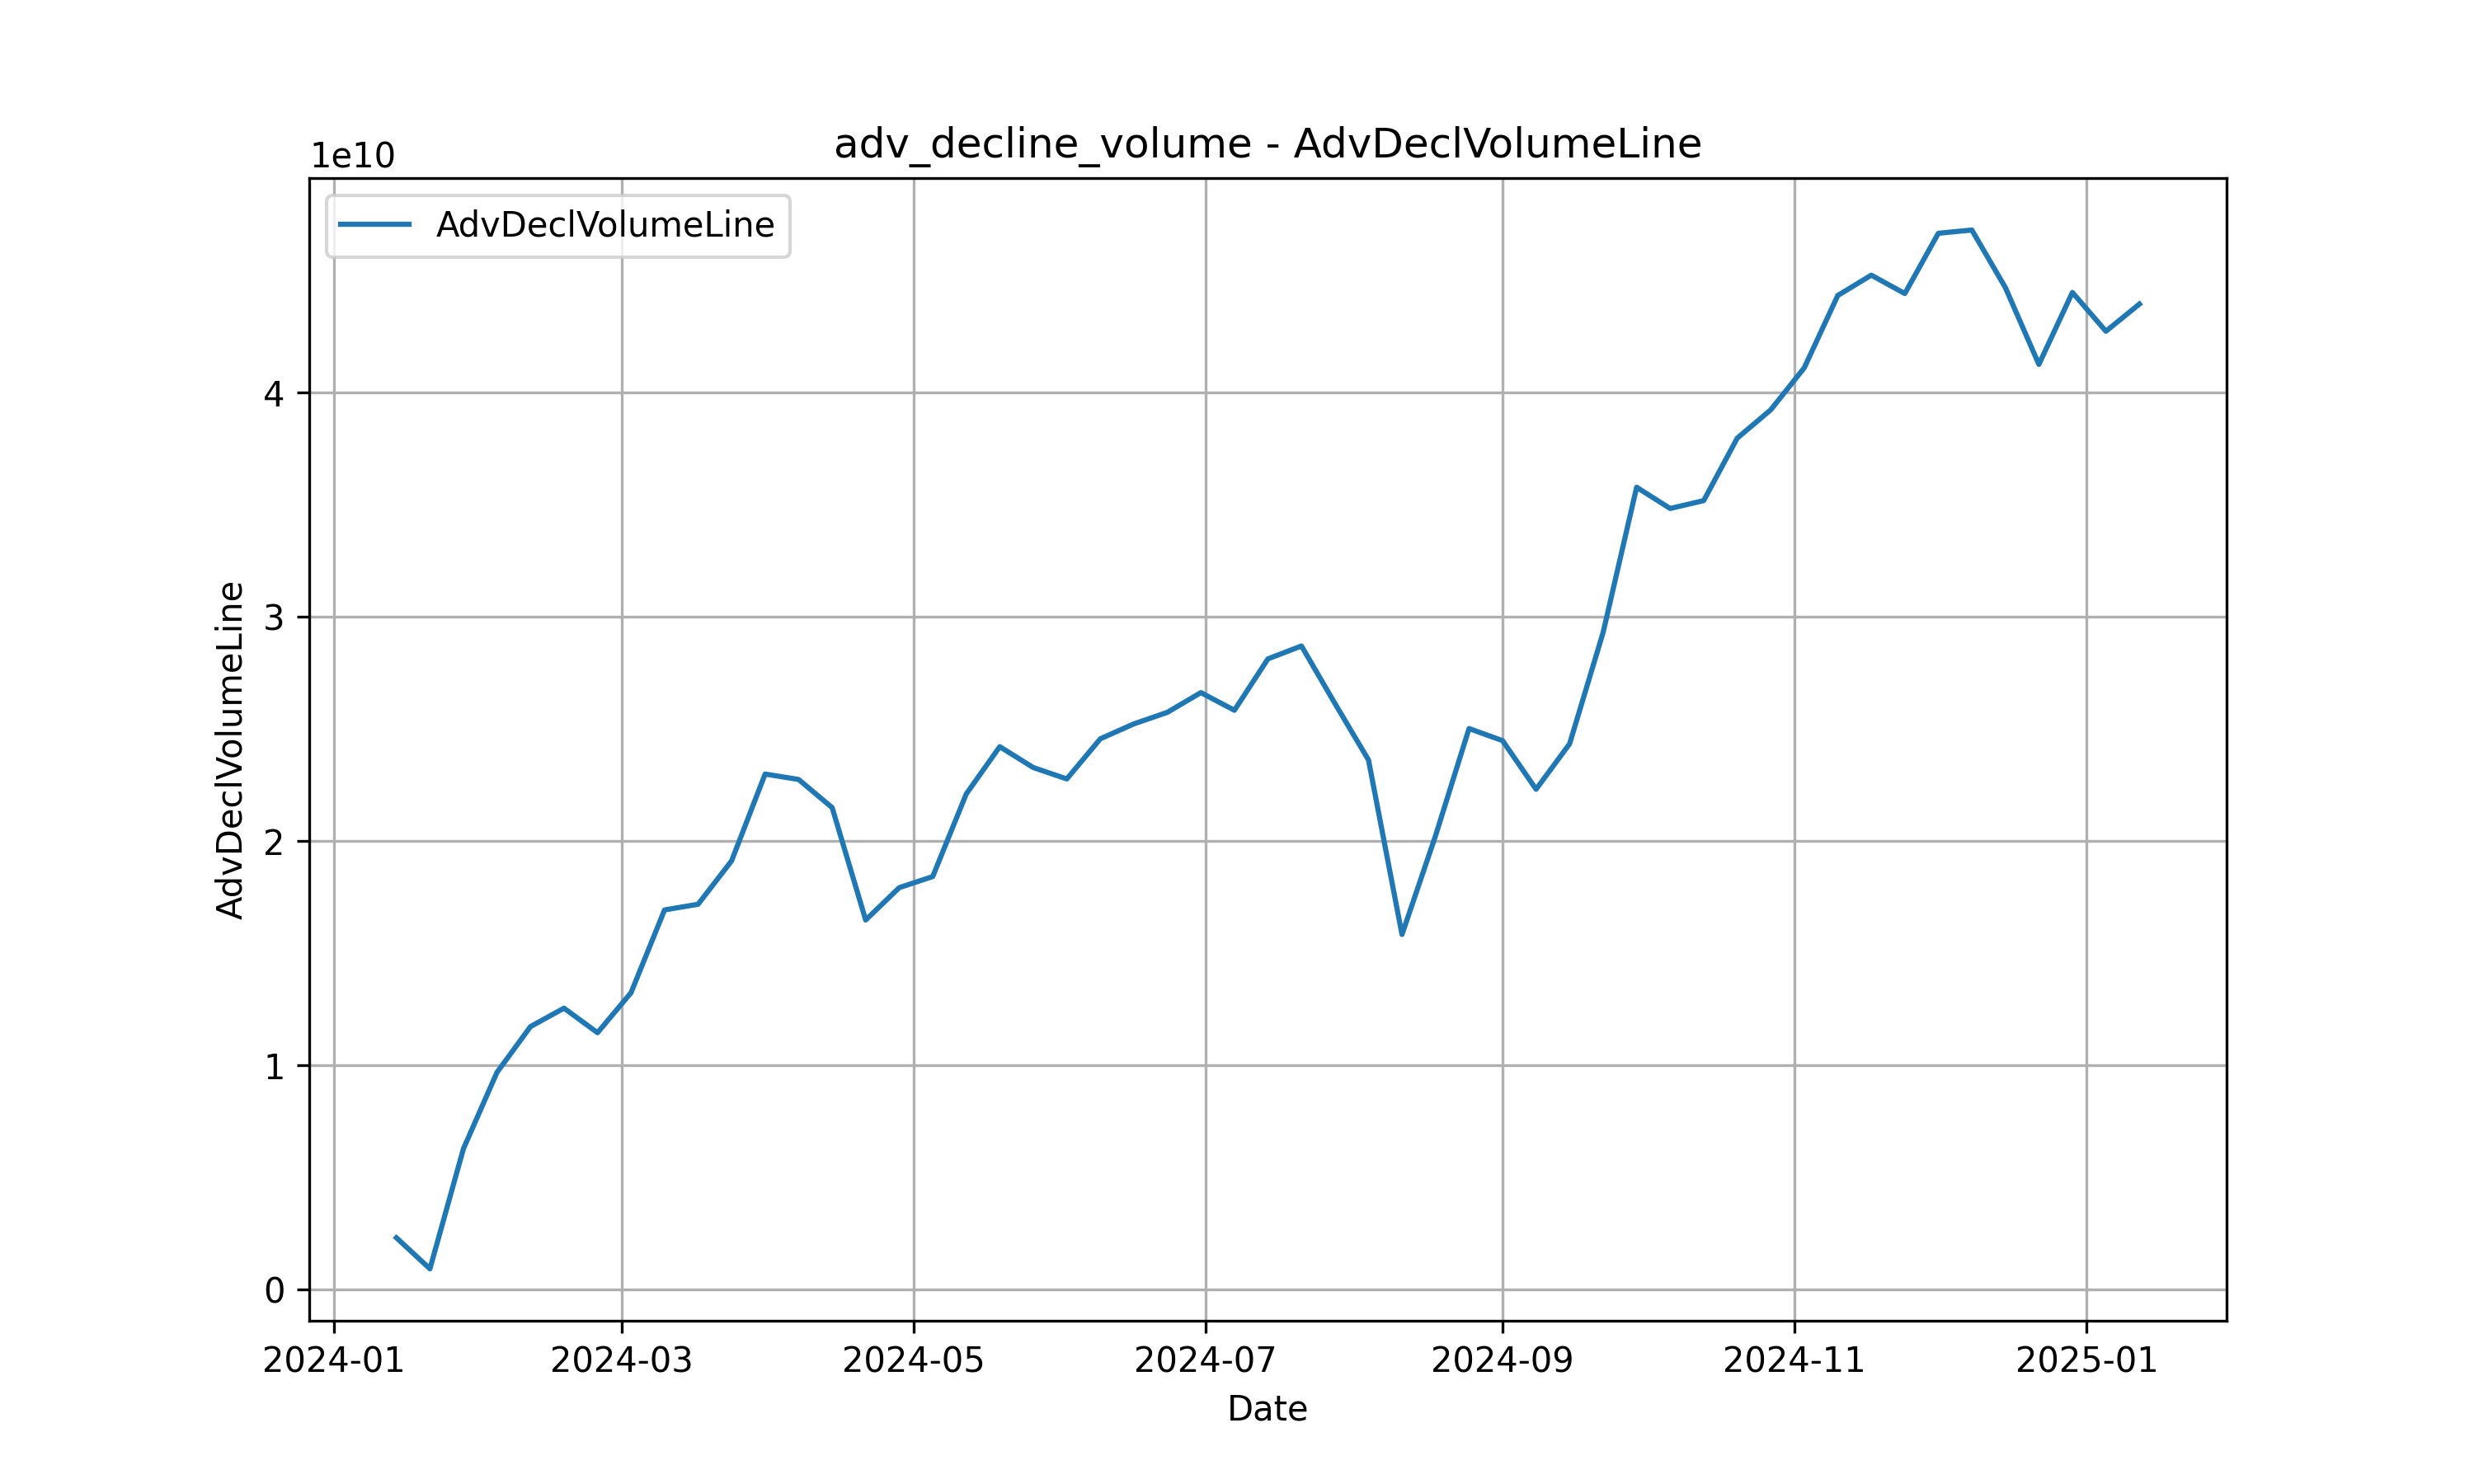 adv_decline_volume - AdvDeclVolumeLine
1e10
AdvDeclVolumeLine
4
3
2
1
0
AdvDeclVolumeLine
2024-01 2024-03 2024-05 2024-07 2024-09 2024-11 2025-01
Date